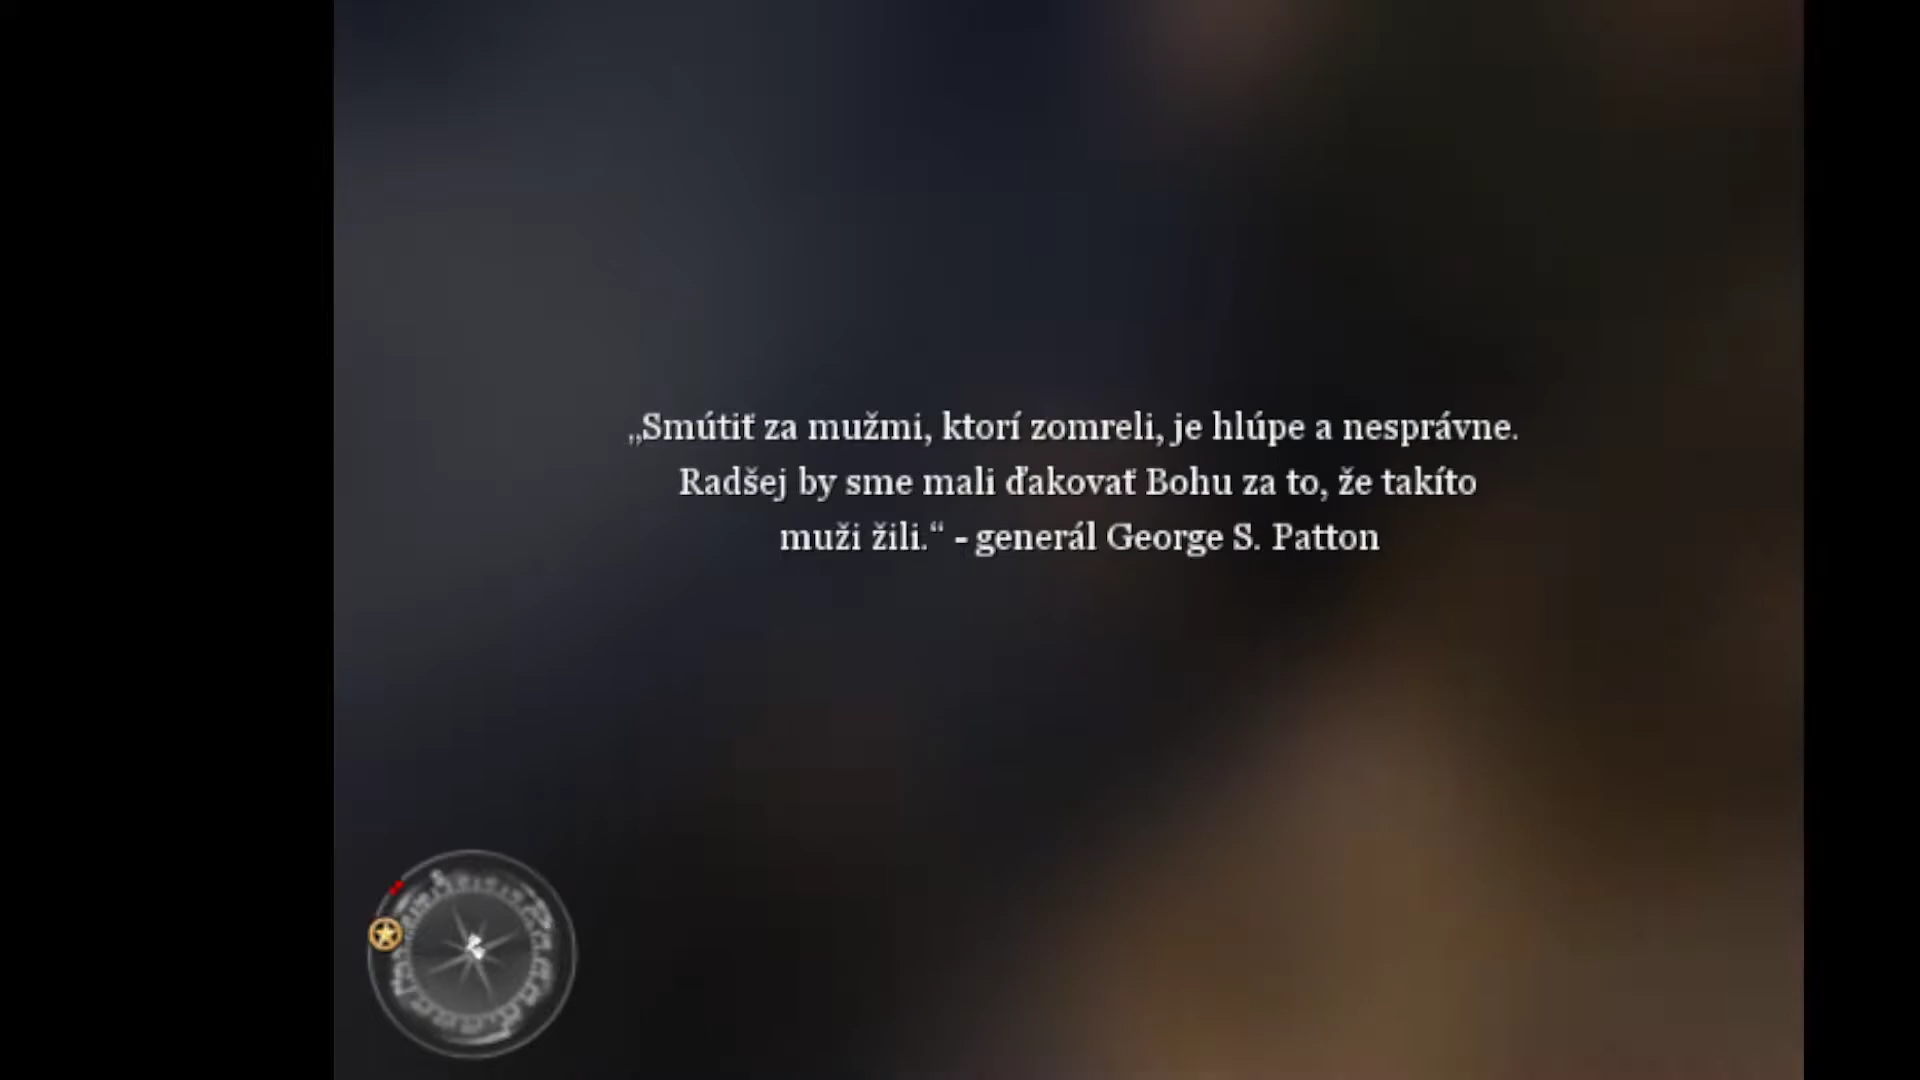 „Smútiť za mužmi, ktorí zomreli, je hlúpe a nesprávne.
Radšej by sme mali ďakovať Bohu za to, že takíto
muži žili.“ - generál George S. Patton